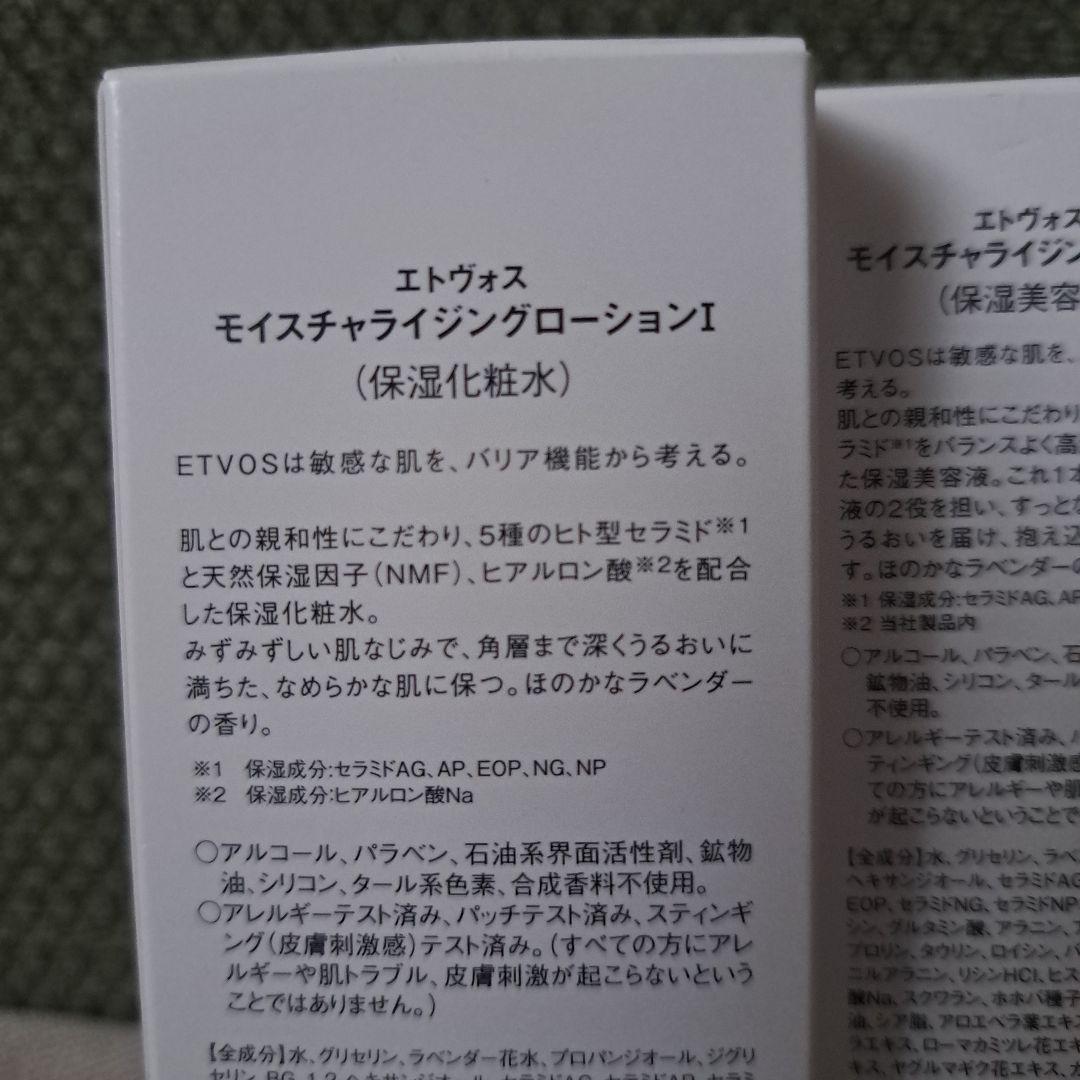 エトヴォス
モイスチャライジングローションI
（保湿化粧水）
ETVOSは敏感な肌を、バリア機能から考える。
肌との親和性にこだわり、5種のヒト型セラミド※1
と天然保湿因子（NMF）、ヒアルロン酸※2を配合
した保湿化粧水。
みずみずしい肌なじみで、角層まで深くうるおいに
満ちた、なめらかな肌に保つ。ほのかなラベンダー
の香り。
※1 保湿成分:セラミドAG、AP、EOP、NG、NP
※2 保湿成分:ヒアルロン酸Na
○アルコール、パラベン、石油系界面活性剤、鉱物
油、シリコン、タール系色素、合成香料不使用。
○アレルギーテスト済み、パッチテスト済み、スティンギ
ング（皮膚刺激感）テスト済み。（すべての方にアレ
ルギーや肌トラブル、皮膚刺激が起こらないという
ことではありません。）
【全成分】水、グリセリン、ラベンダー花水、プロパンジオール、ジグリ
エトヴォス
モイスチャライジン
（保湿美容
ETVOSは敏感な肌を、
考える。
肌との親和性にこだわり
ラミド※1をバランスよく高
た保湿美容液。これ1本
液の2役を担い、すっとな
うるおいを届け、抱え込
す。ほのかなラベンダーの
※1 保湿成分:セラミドAG、AP
※2 当社製品内
○アルコール、パラベン、石
鉱物油、シリコン、タール
不使用。
○アレルギーテスト済み、パ
ティンギング（皮膚刺激感
ての方にアレルギーや肌
が起こらないということで
【全成分】水、グリセリン、ラベ
ヘキサンジオール、セラミドAG
EOP、セラミドNG、セラミドNP
シン、グルタミン酸、アラニン、
プロリン、タウリン、ロイシン、
ニルアラニン、リシンHCl、ヒス
酸Na、スクワラン、ホホバ種子
油、シア脂、アロエベラ葉エキス
ラエキス、ローマカミツレ花エキ
キス、ヤグルマギク花エキス、